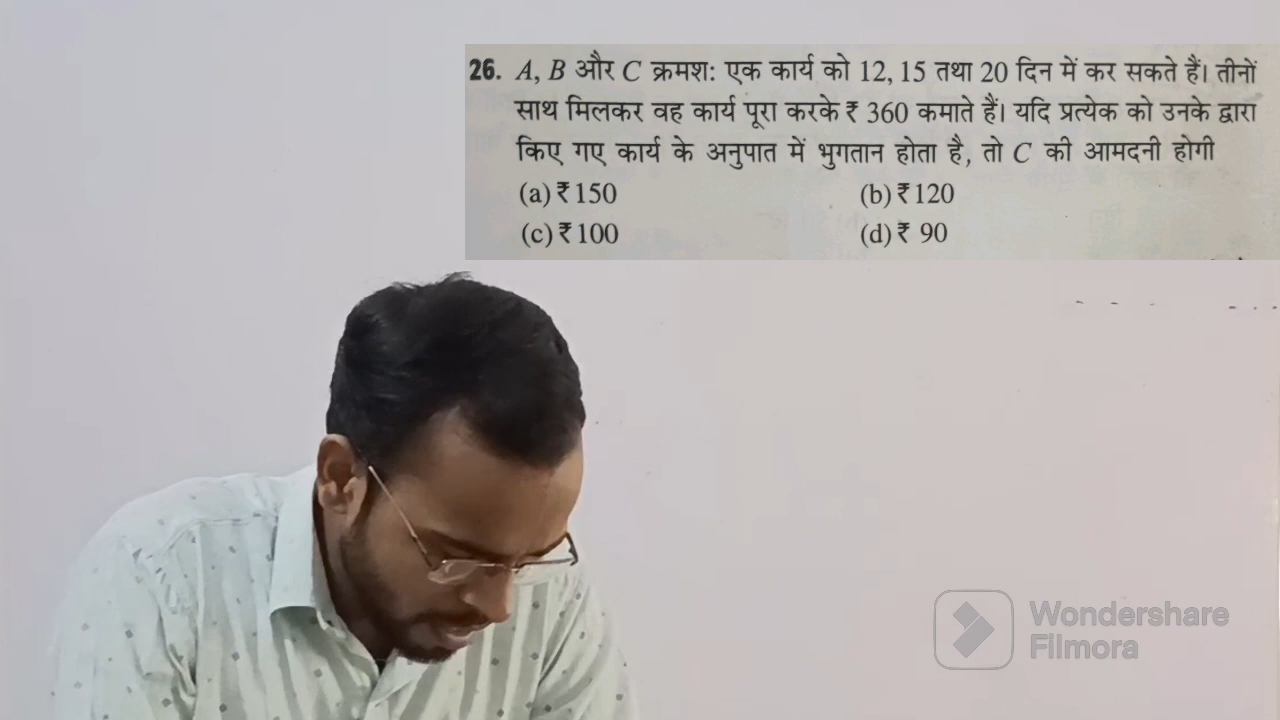 26. A, B और C क्रमश: एक कार्य को 12, 15 तथा 20 दिन में कर सकते हैं। तीनों
साथ मिलकर वह कार्य पूरा करके ₹ 360 कमाते हैं। यदि प्रत्येक को उनके द्वारा
किए गए कार्य के अनुपात में भुगतान होता है, तो C की आमदनी होगी
(a) ₹ 150 (b) ₹ 120
(c) ₹ 100 (d) ₹ 90
Wondershare
Filmora